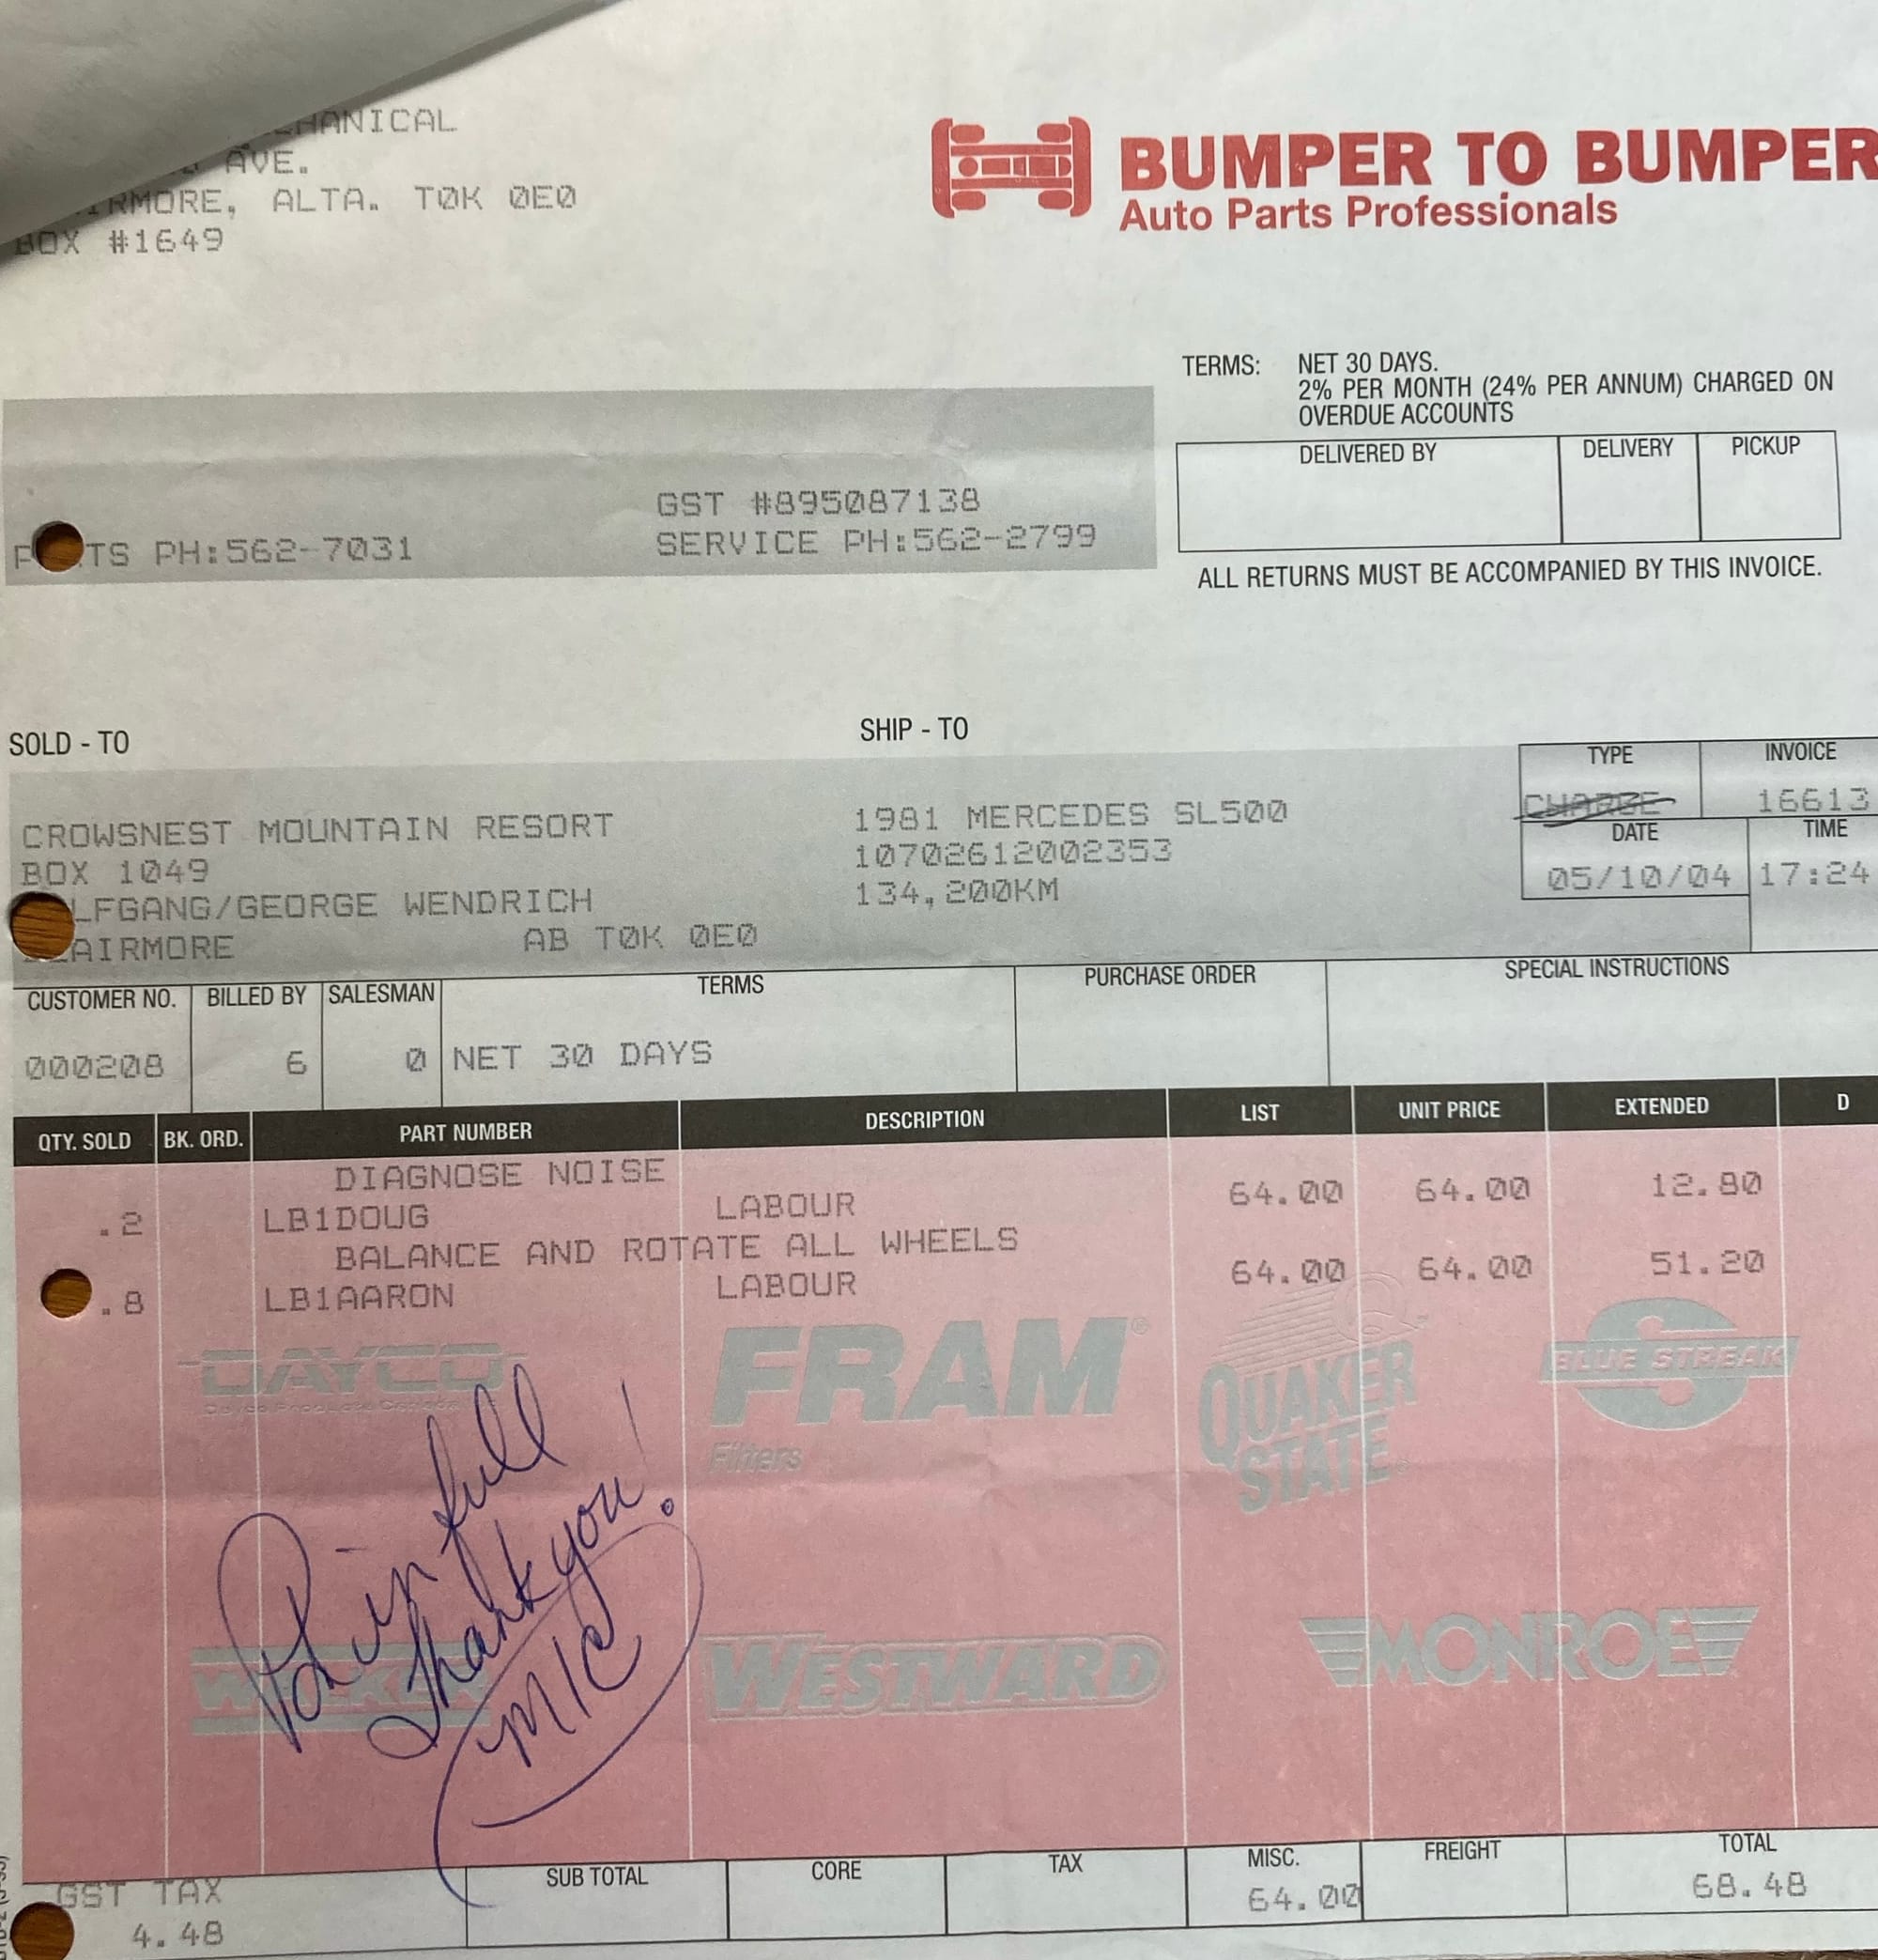 AVE.
ALTA. T0K 0E0
BOX #1649
BUMPER TO BUMPER
Auto Parts Professionals
TERMS: NET 30 DAYS.
2% PER MONTH (24% PER ANNUM) CHARGED ON
OVERDUE ACCOUNTS
DELIVERED BY DELIVERY PICKUP
GST #895087138
PH:562-7031 SERVICE PH:562-2799
ALL RETURNS MUST BE ACCOMPANIED BY THIS INVOICE.
SOLD - TO SHIP - TO
TYPE INVOICE
CROWSNEST MOUNTAIN RESORT 1981 MERCEDES SL500 CHARGE 16613
DATE TIME
BOX 1049 10702612002353
LFGANG/GEORGE WENDRICH 134,200KM 05/10/04 17:24
AIRMORE AB T0K 0E0
CUSTOMER NO. BILLED BY SALESMAN TERMS PURCHASE ORDER SPECIAL INSTRUCTIONS
000208 6 0 NET 30 DAYS
QTY. SOLD BK. ORD. PART NUMBER DESCRIPTION LIST UNIT PRICE EXTENDED D
DIAGNOSE NOISE
.2 LB1DOUG LABOUR 64.00 64.00 12.80
BALANCE AND ROTATE ALL WHEELS
.8 LB1AARON LABOUR 64.00 64.00 51.20
DAYCO FRAM® QUAKER STATE BLUE STREAK
Filters
Pd in full
Thank you!
M/C
WALKER WESTWARD MONROE
GST TAX SUB TOTAL CORE TAX MISC. FREIGHT TOTAL
4.48 64.00 68.48